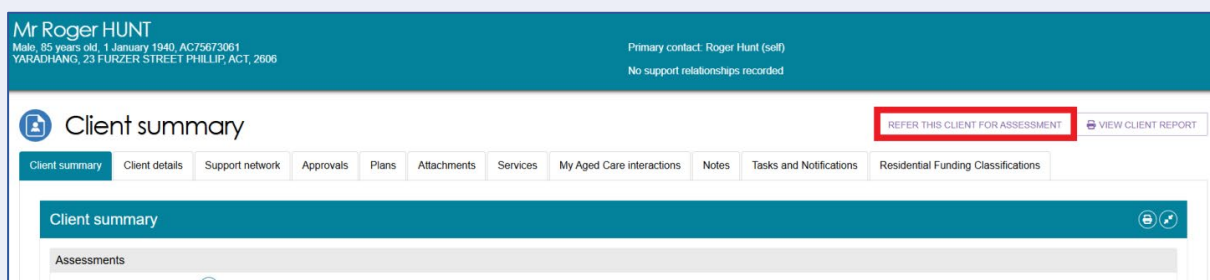 Mr Roger HUNT
Male, 85 years old, 1 January 1940, AC75673061
YARADHANG, 23 FURZER STREET PHILLIP, ACT, 2606
Primary contact: Roger Hunt (self)
No support relationships recorded
Client summary
REFER THIS CLIENT FOR ASSESSMENT
VIEW CLIENT REPORT
Client summary Client details Support network Approvals Plans Attachments Services My Aged Care interactions Notes Tasks and Notifications Residential Funding Classifications
Client summary
Assessments